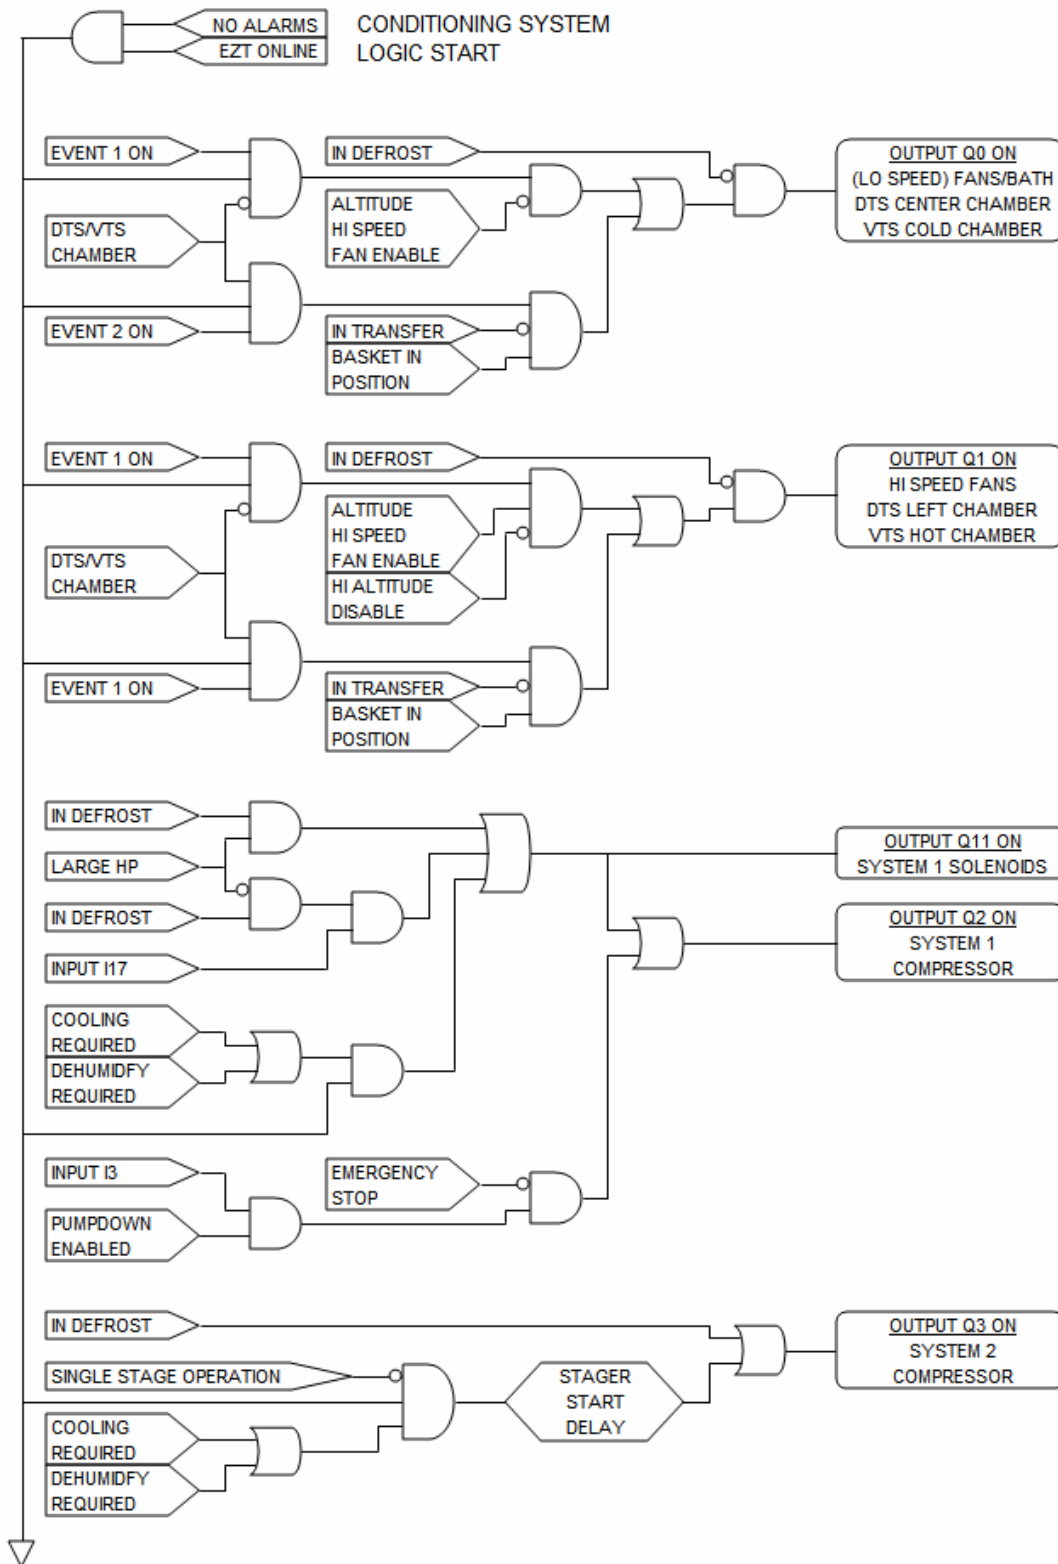 NO ALARMS
EZT ONLINE
CONDITIONING SYSTEM
LOGIC START
EVENT 1 ON
IN DEFROST
DTS/VTS
CHAMBER
ALTITUDE
HI SPEED
FAN ENABLE
EVENT 2 ON
IN TRANSFER
BASKET IN
POSITION
OUTPUT Q0 ON
(LO SPEED) FANS/BATH
DTS CENTER CHAMBER
VTS COLD CHAMBER
EVENT 1 ON
IN DEFROST
ALTITUDE
HI SPEED
FAN ENABLE
HI ALTITUDE
DISABLE
DTS/VTS
CHAMBER
EVENT 1 ON
IN TRANSFER
BASKET IN
POSITION
OUTPUT Q1 ON
HI SPEED FANS
DTS LEFT CHAMBER
VTS HOT CHAMBER
IN DEFROST
LARGE HP
IN DEFROST
INPUT I17
COOLING
REQUIRED
DEHUMIDFY
REQUIRED
OUTPUT Q11 ON
SYSTEM 1 SOLENOIDS
OUTPUT Q2 ON
SYSTEM 1
COMPRESSOR
INPUT I3
PUMPDOWN
ENABLED
EMERGENCY
STOP
IN DEFROST
SINGLE STAGE OPERATION
COOLING
REQUIRED
DEHUMIDFY
REQUIRED
STAGER
START
DELAY
OUTPUT Q3 ON
SYSTEM 2
COMPRESSOR